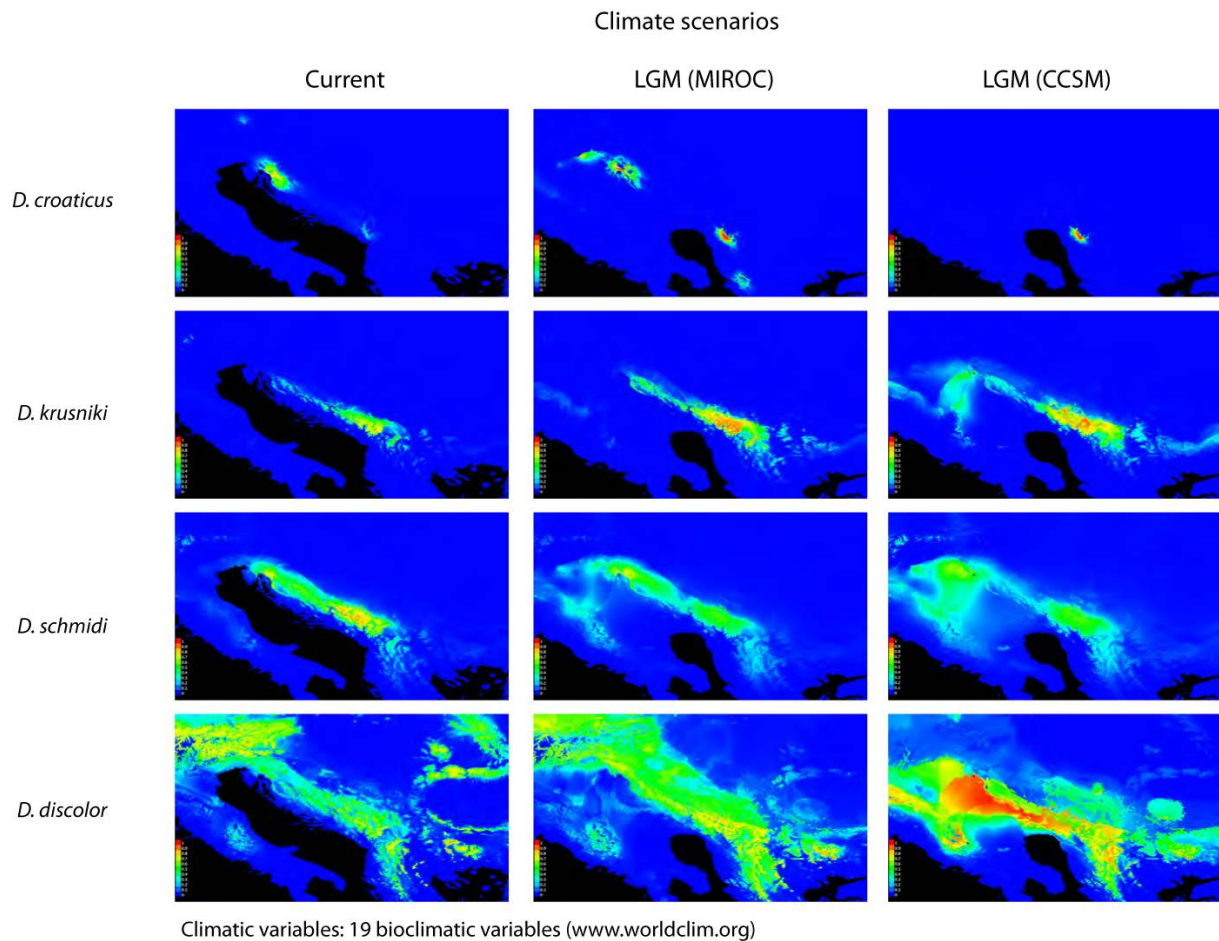 Climate scenarios
Current LGM (MIROC) LGM (CCSM)
D. croaticus
D. krusniki
D. schmidi
D. discolor
Climatic variables: 19 bioclimatic variables (www.worldclim.org)